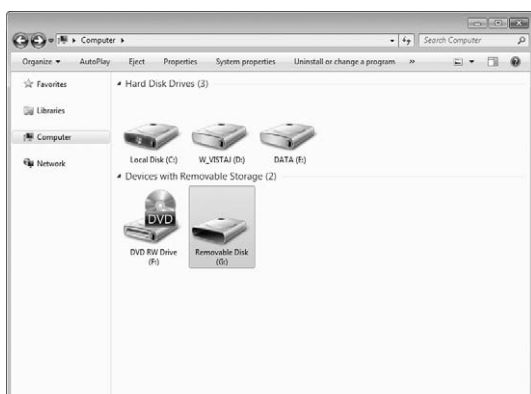 Computer
Search Computer
Organize AutoPlay Eject Properties System properties Uninstall or change a program »
Favorites
Libraries
Computer
Network
Hard Disk Drives (3)
Local Disk (C:) W_VISTAJ (D:) DATA (E:)
Devices with Removable Storage (2)
DVD
DVD RW Drive (F:)
Removable Disk (G:)